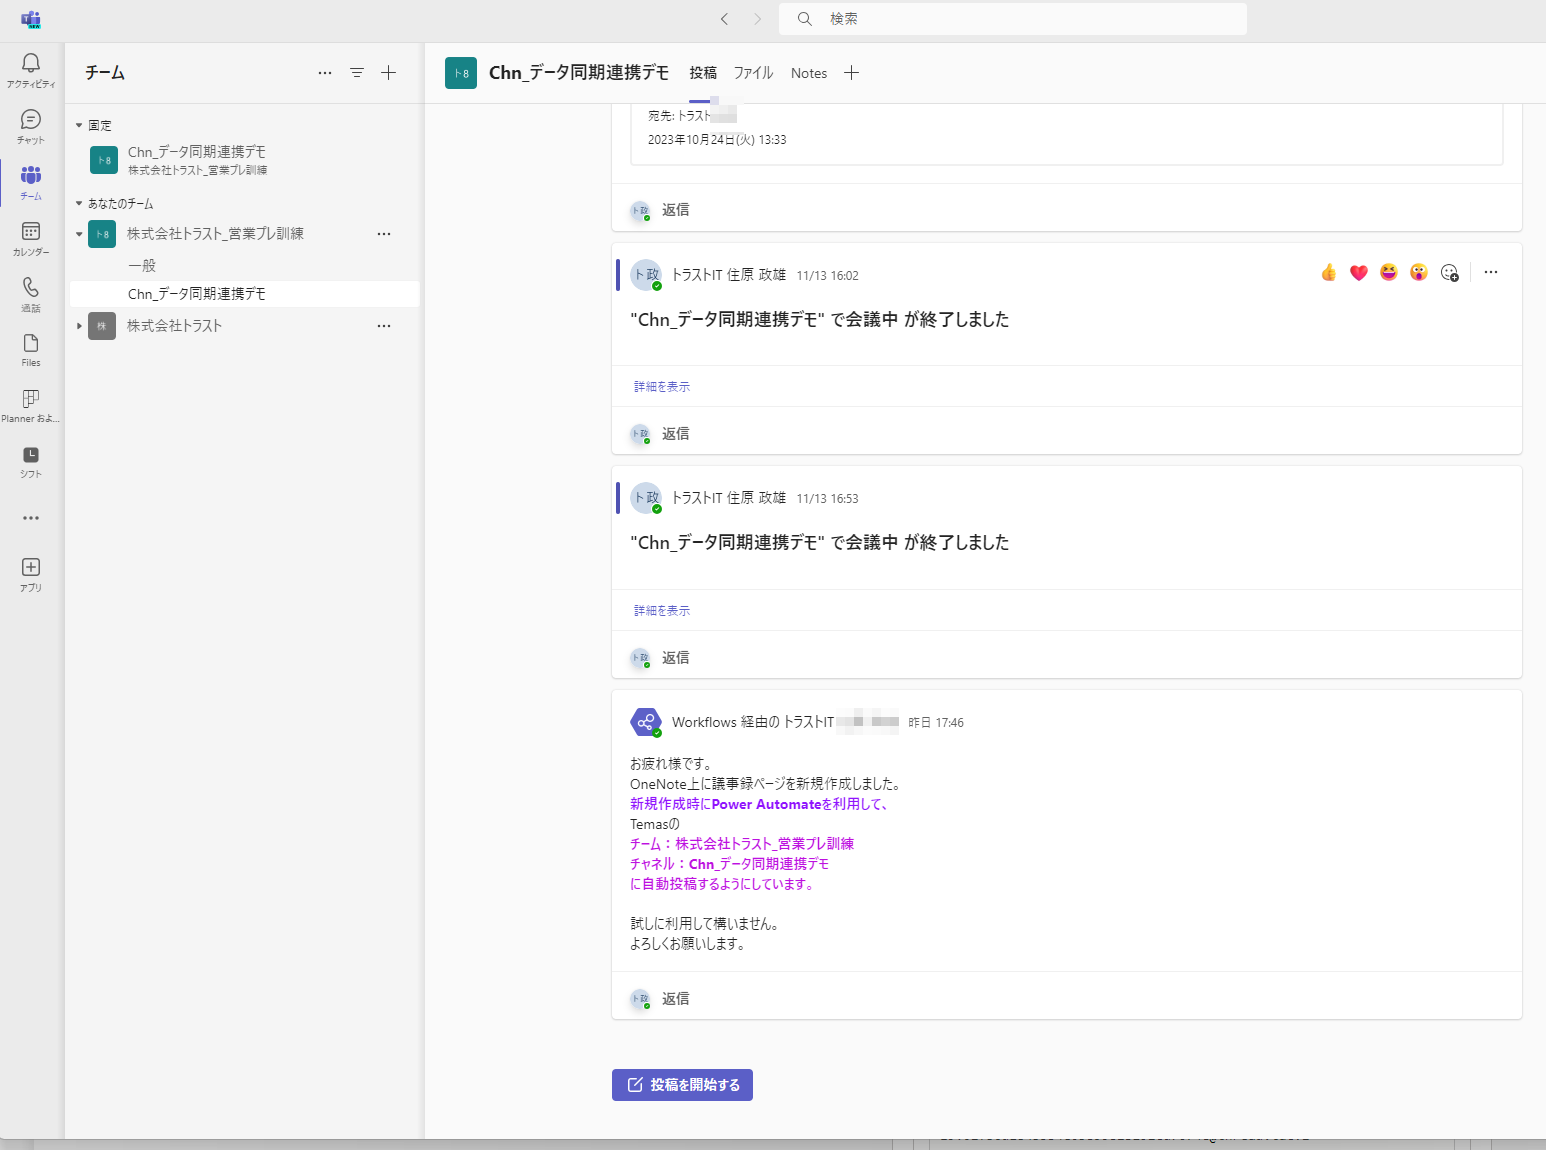 NEW
検索
アクティビティ
チャット
チーム
カレンダー
通話
Files
Planner およ...
シフト
アプリ
チーム
固定
ト8
Chn_データ同期連携デモ
株式会社トラスト_営業プレ訓練
あなたのチーム
ト8
株式会社トラスト_営業プレ訓練
一般
Chn_データ同期連携デモ
株
株式会社トラスト
ト8
Chn_データ同期連携デモ
投稿
ファイル
Notes
宛先: トラスト
2023年10月24日(火) 13:33
ト政
返信
ト政
トラストIT 住原 政雄 11/13 16:02
"Chn_データ同期連携デモ" で会議中 が終了しました
詳細を表示
ト政
返信
ト政
トラストIT 住原 政雄 11/13 16:53
"Chn_データ同期連携デモ" で会議中 が終了しました
詳細を表示
ト政
返信
Workflows 経由の トラストIT 昨日 17:46
お疲れ様です。
OneNote上に議事録ページを新規作成しました。
新規作成時にPower Automateを利用して、
Temasの
チーム：株式会社トラスト_営業プレ訓練
チャネル：Chn_データ同期連携デモ
に自動投稿するようにしています。
試しに利用して構いません。
よろしくお願いします。
ト政
返信
投稿を開始する